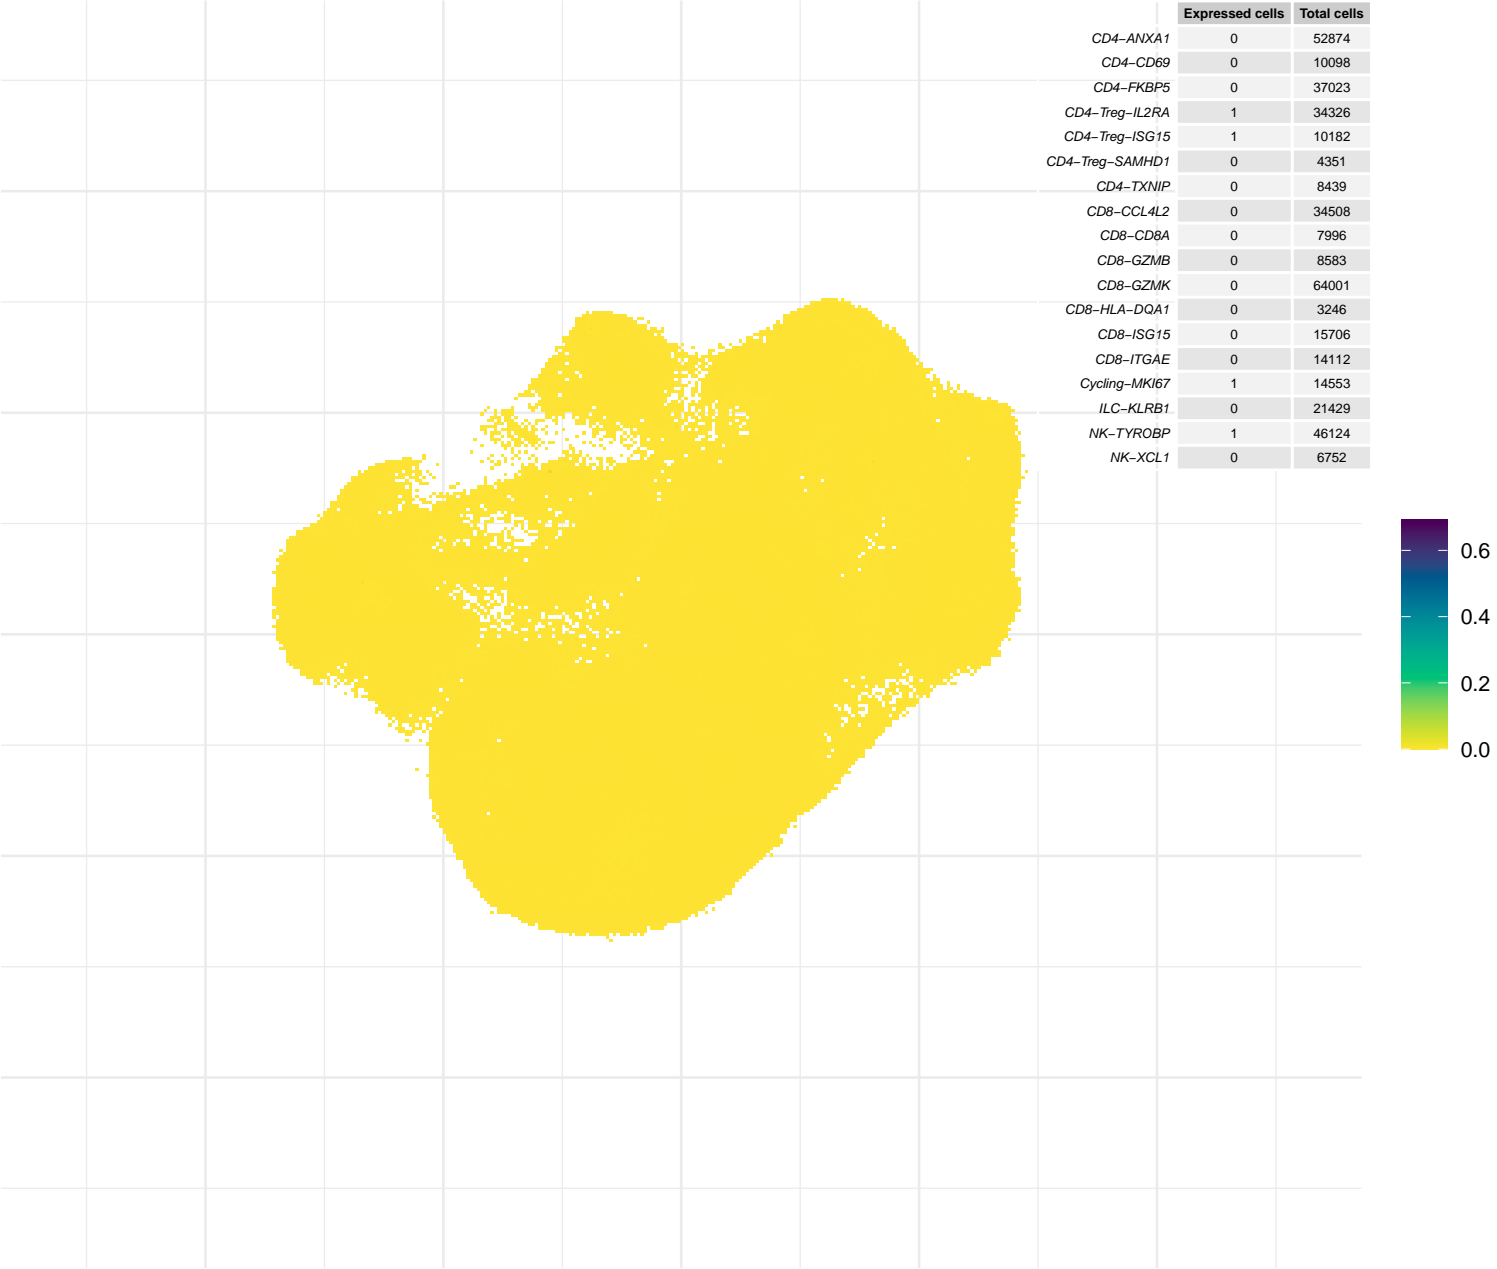 Expressed cells Total cells
CD4−ANXA1 0 52874
CD4−CD69 0 10098
CD4−FKBP5 0 37023
CD4−Treg−IL2RA 1 34326
CD4−Treg−ISG15 1 10182
CD4−Treg−SAMHD1 0 4351
CD4−TXNIP 0 8439
CD8−CCL4L2 0 34508
CD8−CD8A 0 7996
CD8−GZMB 0 8583
CD8−GZMK 0 64001
CD8−HLA−DQA1 0 3246
CD8−ISG15 0 15706
CD8−ITGAE 0 14112
Cycling−MKI67 1 14553
ILC−KLRB1 0 21429
NK−TYROBP 1 46124
NK−XCL1 0 6752
0.6
0.4
0.2
0.0